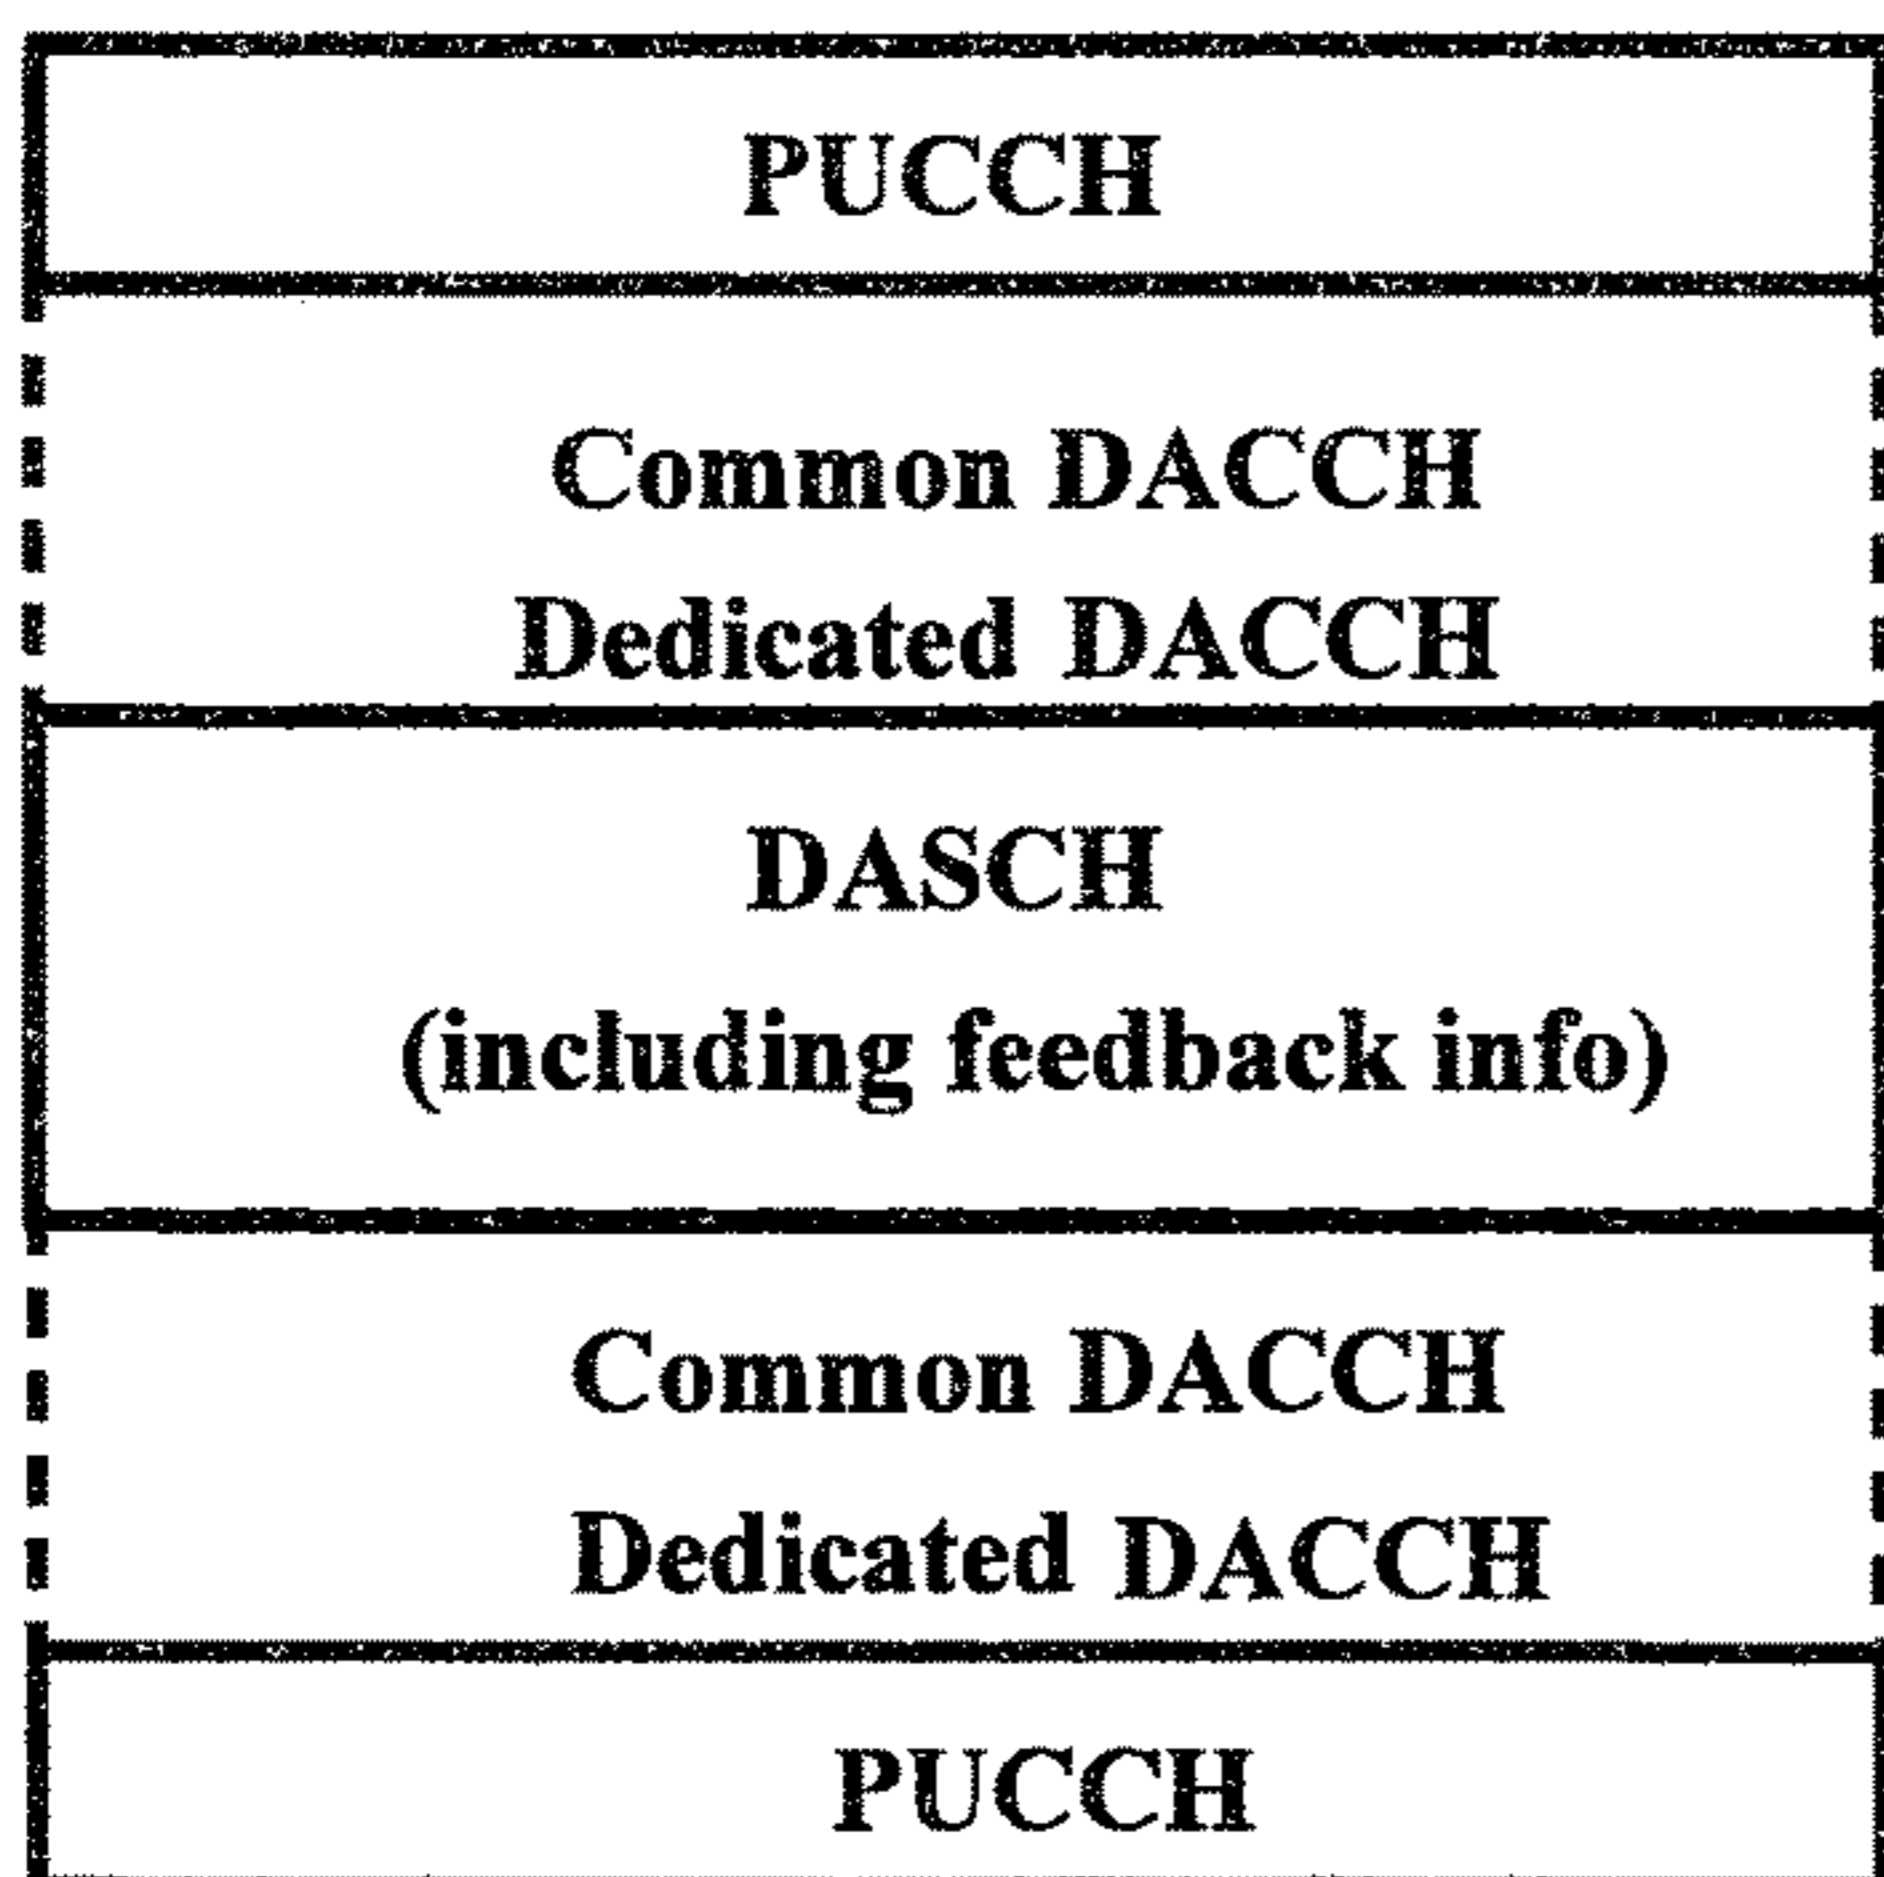 PUCCH
Common DACCH
Dedicated DACCH
DASCH
(including feedback info)
Common DACCH
Dedicated DACCH
PUCCH